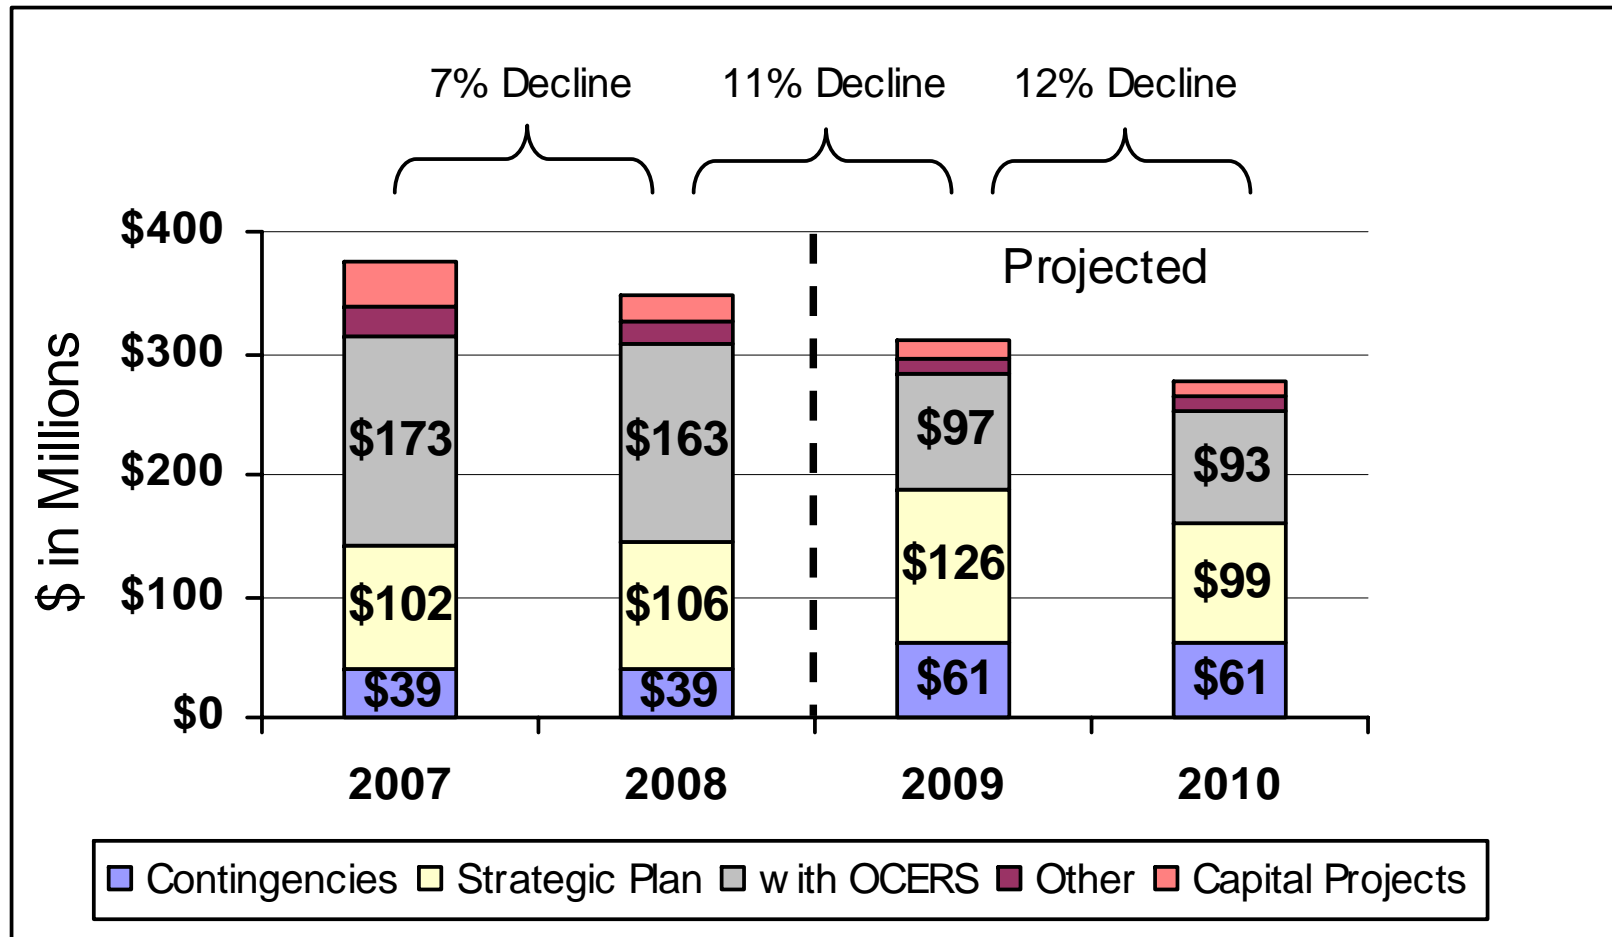 7% Decline 11% Decline 12% Decline
$400
Projected
$300
$200
$100
$0
$ in Millions
$173 $163 $97 $93
$102 $106 $126 $99
$39 $39 $61 $61
2007 2008 2009 2010
Contingencies Strategic Plan w ith OCERS Other Capital Projects